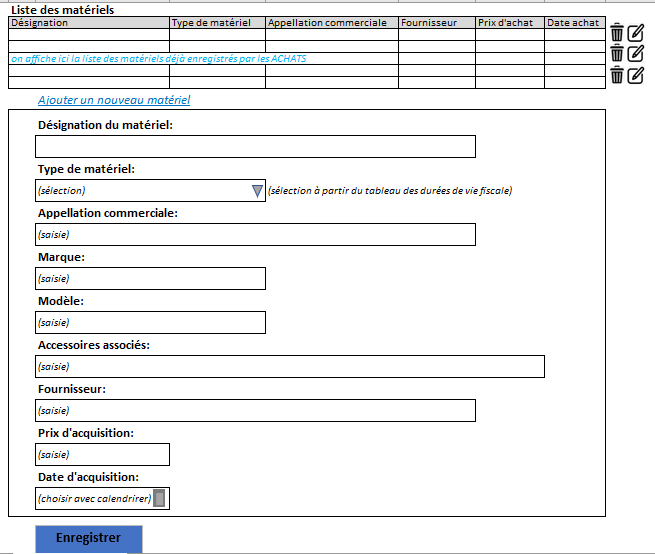 Liste des matériels
Désignation Type de matériel Appellation commerciale Fournisseur Prix d'achat Date achat
on affiche ici la liste des matériels déjà enregistrés par les ACHATS
Ajouter un nouveau matériel
Désignation du matériel:
Type de matériel:
(sélection) (sélection à partir du tableau des durées de vie fiscale)
Appellation commerciale:
(saisie)
Marque:
(saisie)
Modèle:
(saisie)
Accessoires associés:
(saisie)
Fournisseur:
(saisie)
Prix d'acquisition:
(saisie)
Date d'acquisition:
(choisir avec calendrirer)
Enregistrer